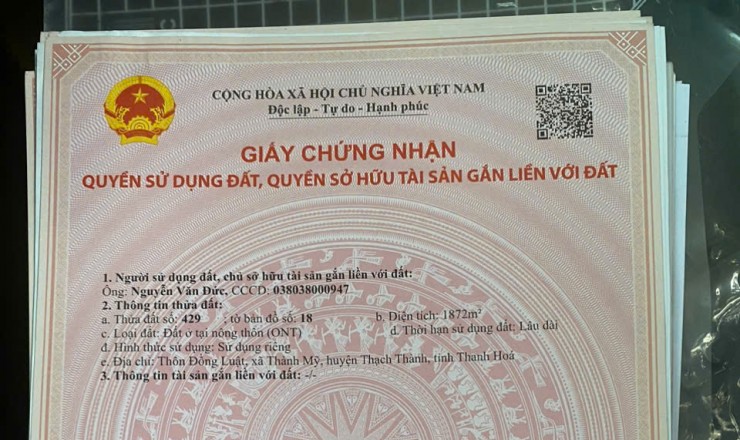 CỘNG HÒA XÃ HỘI CHỦ NGHĨA VIỆT NAM
Độc lập - Tự do - Hạnh phúc
GIẤY CHỨNG NHẬN
QUYỀN SỬ DỤNG ĐẤT, QUYỀN SỞ HỮU TÀI SẢN GẮN LIỀN VỚI ĐẤT
1. Người sử dụng đất, chủ sở hữu tài sản gắn liền với đất:
Ông: Nguyễn Văn Đức, CCCD: 038038000947
2. Thông tin thửa đất:
a. Thửa đất số: 429 ; tờ bản đồ số: 18 b. Diện tích: 1872m²
c. Loại đất: Đất ở tại nông thôn (ONT) d. Thời hạn sử dụng đất: Lâu dài
d. Hình thức sử dụng: Sử dụng riêng
e. Địa chỉ: Thôn Đồng Luật, xã Thành Mỹ, huyện Thạch Thành, tỉnh Thanh Hoá
3. Thông tin tài sản gắn liền với đất: -/-